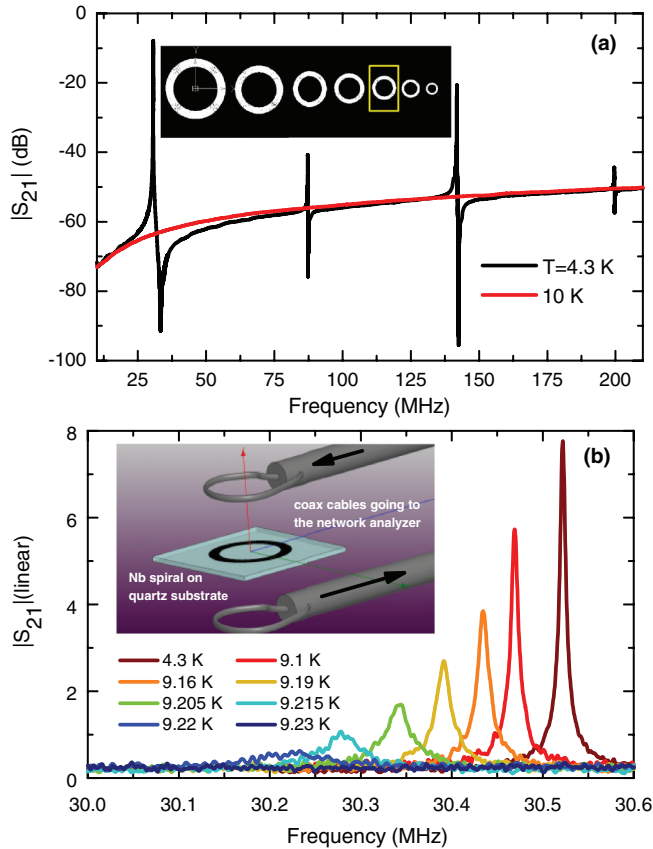 0
(a)
-20
-40
-60
-80
-100
|S21| (dB)
T=4.3 K
10 K
25 50 75 100 125 150 175 200
Frequency (MHz)
8
(b)
6
4
2
0
|S21|(linear)
coax cables going to
the network analyzer
Nb spiral on
quartz substrate
4.3 K 9.1 K
9.16 K 9.19 K
9.205 K 9.215 K
9.22 K 9.23 K
30.0 30.1 30.2 30.3 30.4 30.5 30.6
Frequency (MHz)